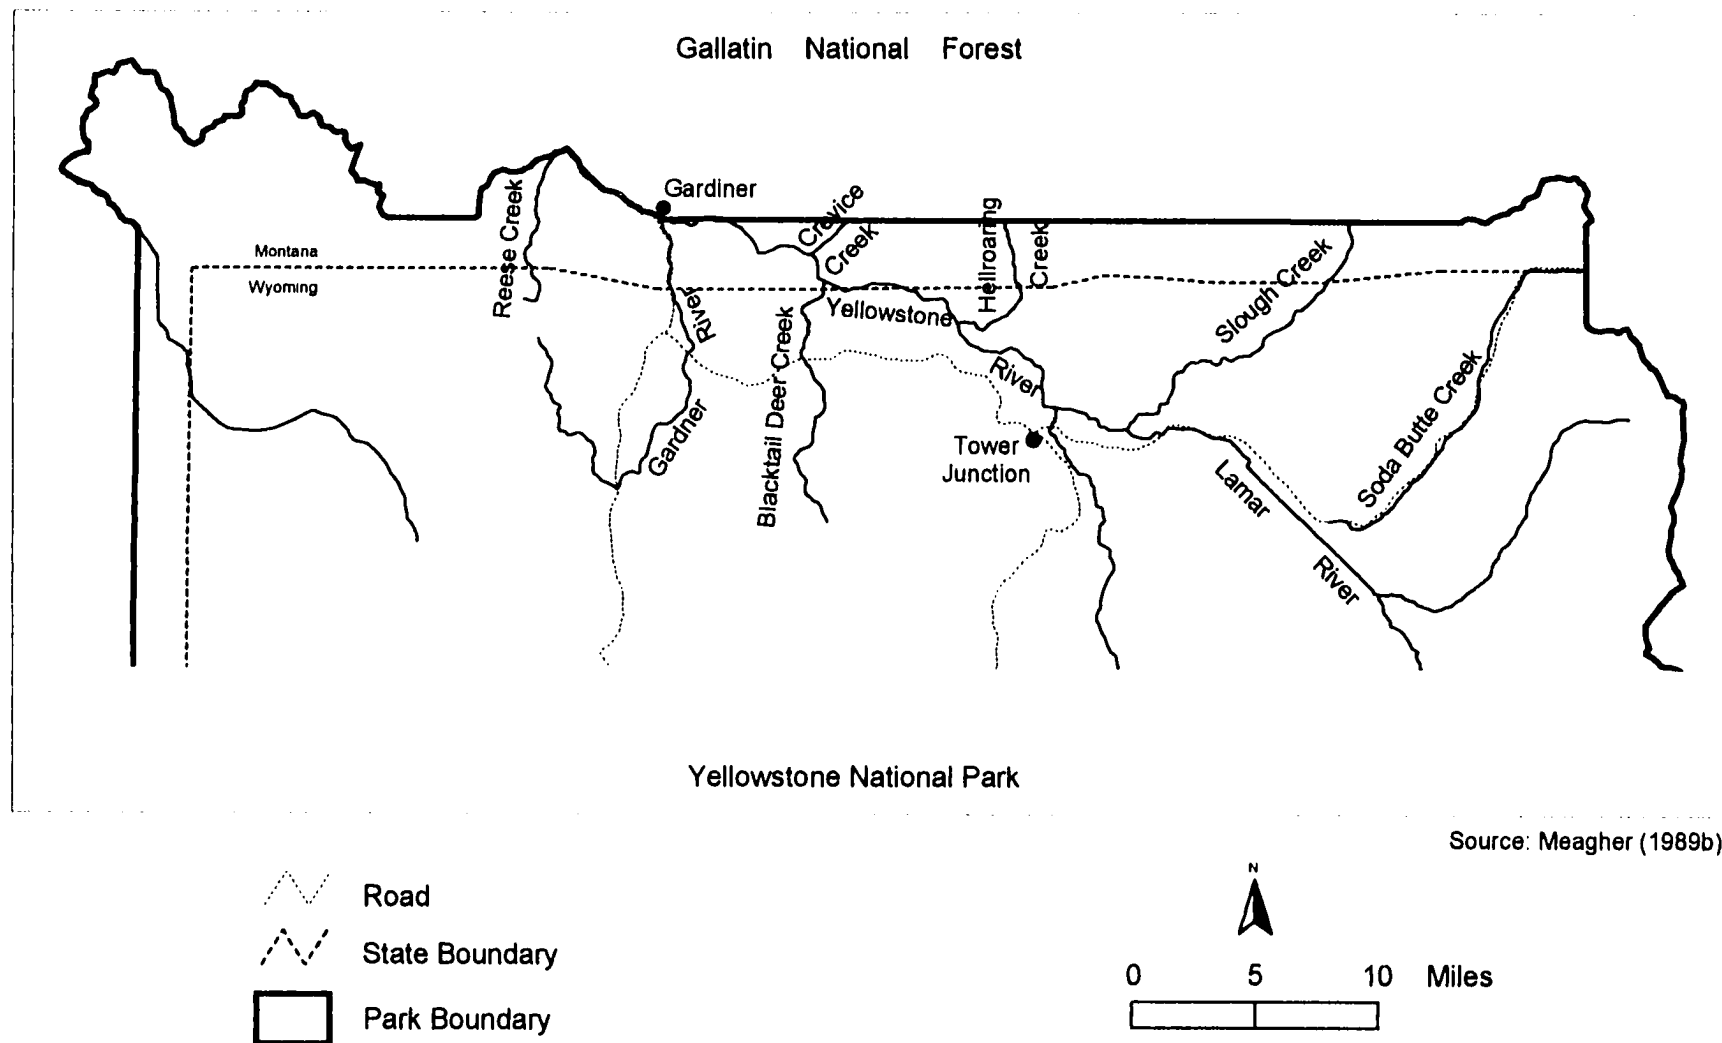 Gallatin National Forest
Gardiner
Reese Creek
Crevice
Creek
Hellroaring
Creek
Montana
Wyoming
Slough Creek
River
Yellowstone
Blacktail Deer Creek
River
Gardner
Soda Butte Creek
Tower
Junction
Lamar
River
Yellowstone National Park
Source: Meagher (1989b)
Road
State Boundary
Park Boundary
N
0 5 10 Miles